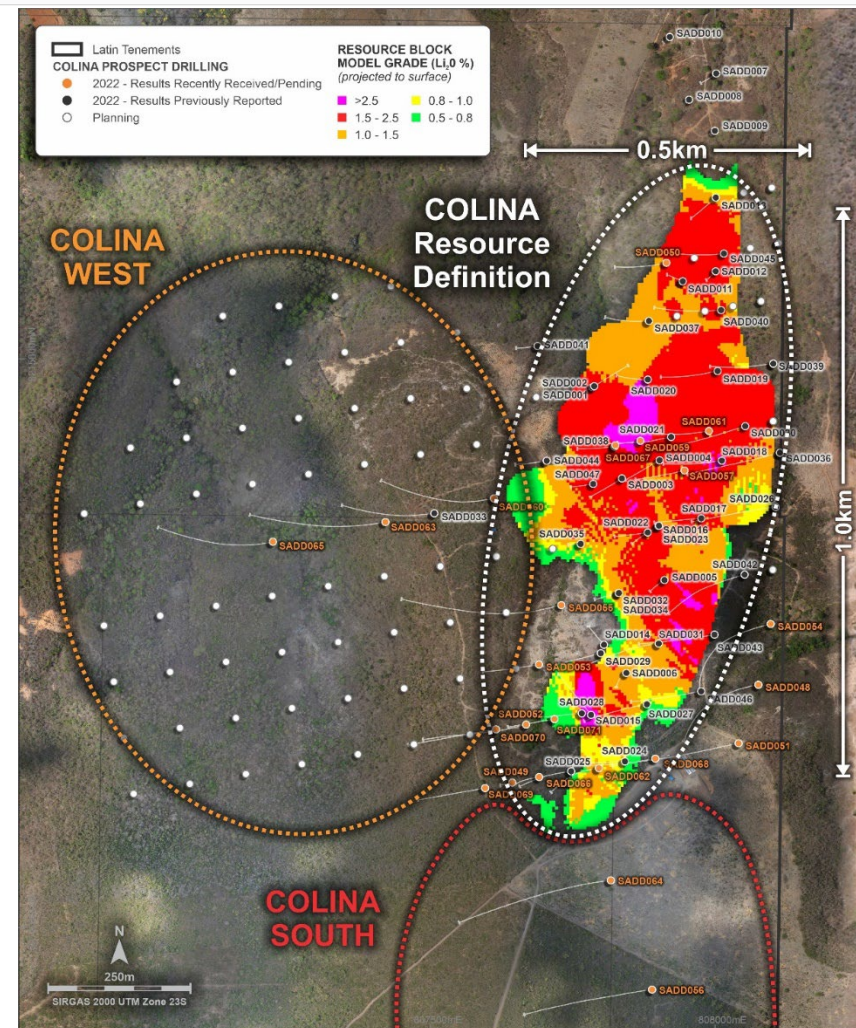 Latin Tenements
COLINA PROSPECT DRILLING
2022 - Results Recently Received/Pending
2022 - Results Previously Reported
Planning
RESOURCE BLOCK
MODEL GRADE (Li₂0 %)
(projected to surface)
>2.5
0.8 - 1.0
1.5 - 2.5
0.5 - 0.8
1.0 - 1.5
SADD010
SADD007
SADD008
SADD009
0.5km
COLINA
Resource
Definition
COLINA
WEST
1.0km
SADD050
SADD045
SADD012
SADD011
SADD037
SADD040
SADD041
SADD039
SADD002
SADD001
SADD020
SADD019
SADD021
SADD061
SADD038
SADD059
SADD067
SADD004
SADD018
SADD036
SADD044
SADD057
SADD047
SADD003
SADD026
SADD060
SADD033
SADD063
SADD017
SADD022
SADD016
SADD023
SADD065
SADD035
SADD042
SADD005
SADD032
SADD034
SADD055
SADD054
SADD014
SADD031
SADD043
SADD029
SADD053
SADD006
SADD048
SADD046
SADD028
SADD027
SADD052
SADD015
SADD071
SADD070
SADD051
SADD024
SADD068
SADD025
SADD062
SADD049
SADD066
SADD069
COLINA
SOUTH
SADD064
SADD056
N
250m
SIRGAS 2000 UTM Zone 23S
608000mE